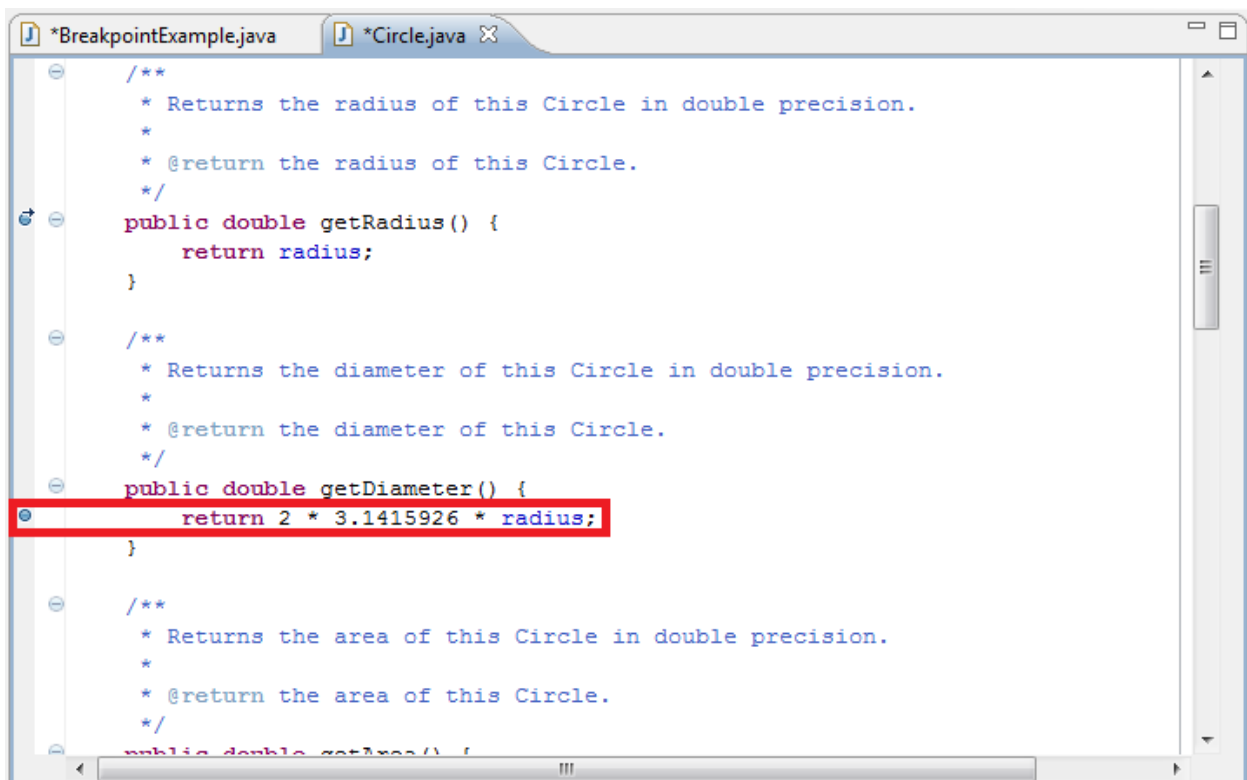 *BreakpointExample.java *Circle.java
/**
* Returns the radius of this Circle in double precision.
*
* @return the radius of this Circle.
*/
public double getRadius() {
return radius;
}
/**
* Returns the diameter of this Circle in double precision.
*
* @return the diameter of this Circle.
*/
public double getDiameter() {
return 2 * 3.1415926 * radius;
}
/**
* Returns the area of this Circle in double precision.
*
* @return the area of this Circle.
*/
public double getArea() {